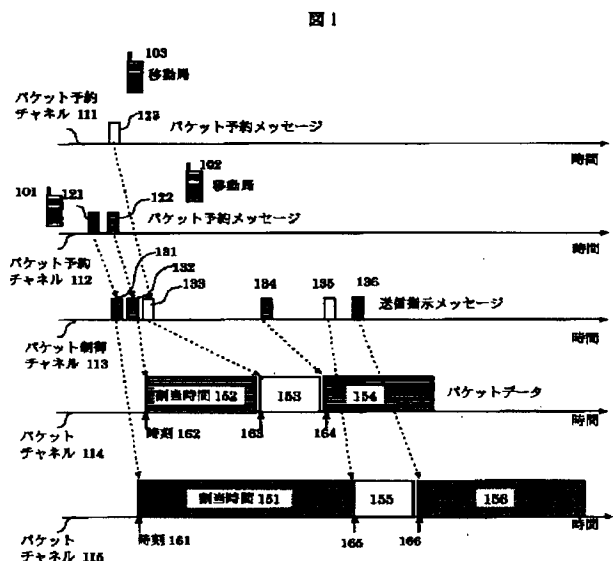 図1
103
移動局
パケット予約
チャネル 111
123
パケット予約メッセージ
時間
102
移動局
101
121
122
パケット予約メッセージ
時間
パケット予約
チャネル 112
131
132
133
134
135
136
送信指示メッセージ
時間
パケット制御
チャネル 113
割当時間 152
153
154
パケットデータ
時間
時刻 162
163
164
パケット
チャネル
114
割当時間 151
155
156
時間
時刻 161
165
166
パケット
チャネル
115